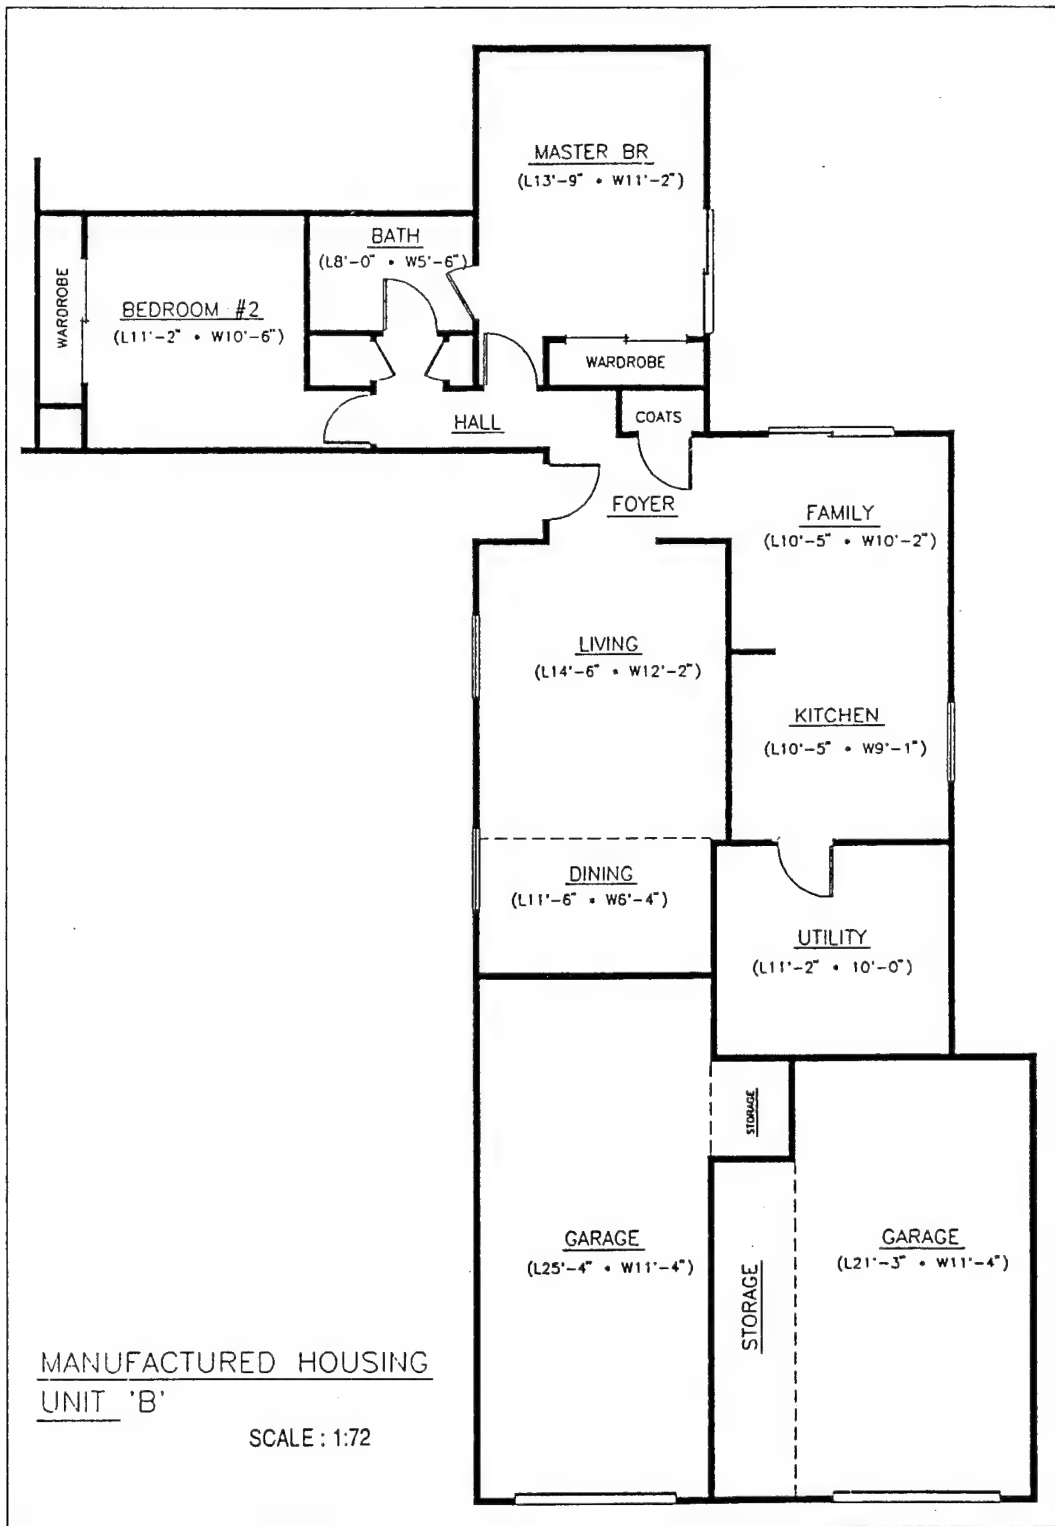 MASTER BR
(L13'-9" * W11'-2")
BATH
(L8'-0" * W5'-6")
WARDROBE
BEDROOM #2
(L11'-2" * W10'-6")
WARDROBE
COATS
HALL
FOYER
FAMILY
(L10'-5" * W10'-2")
LIVING
(L14'-6" * W12'-2")
KITCHEN
(L10'-5" * W9'-1")
DINING
(L11'-6" * W6'-4")
UTILITY
(L11'-2" * 10'-0")
STORAGE
GARAGE
(L25'-4" * W11'-4")
STORAGE
GARAGE
(L21'-3" * W11'-4")
MANUFACTURED HOUSING
UNIT 'B'
SCALE : 1:72